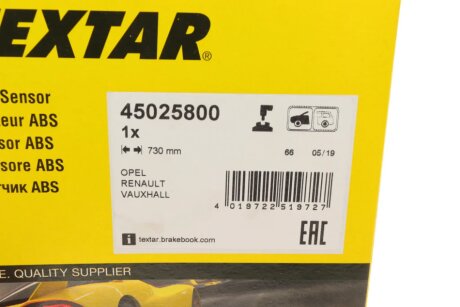 TEXTAR®
Sensor
eur ABS
sor ABS
sore ABS
тчик ABS
45025800
1x
730 mm
66 05/19
OPEL
RENAULT
VAUXHALL
4 019722 519727
textar.brakebook.com
EAC
E. QUALITY SUPPLIER